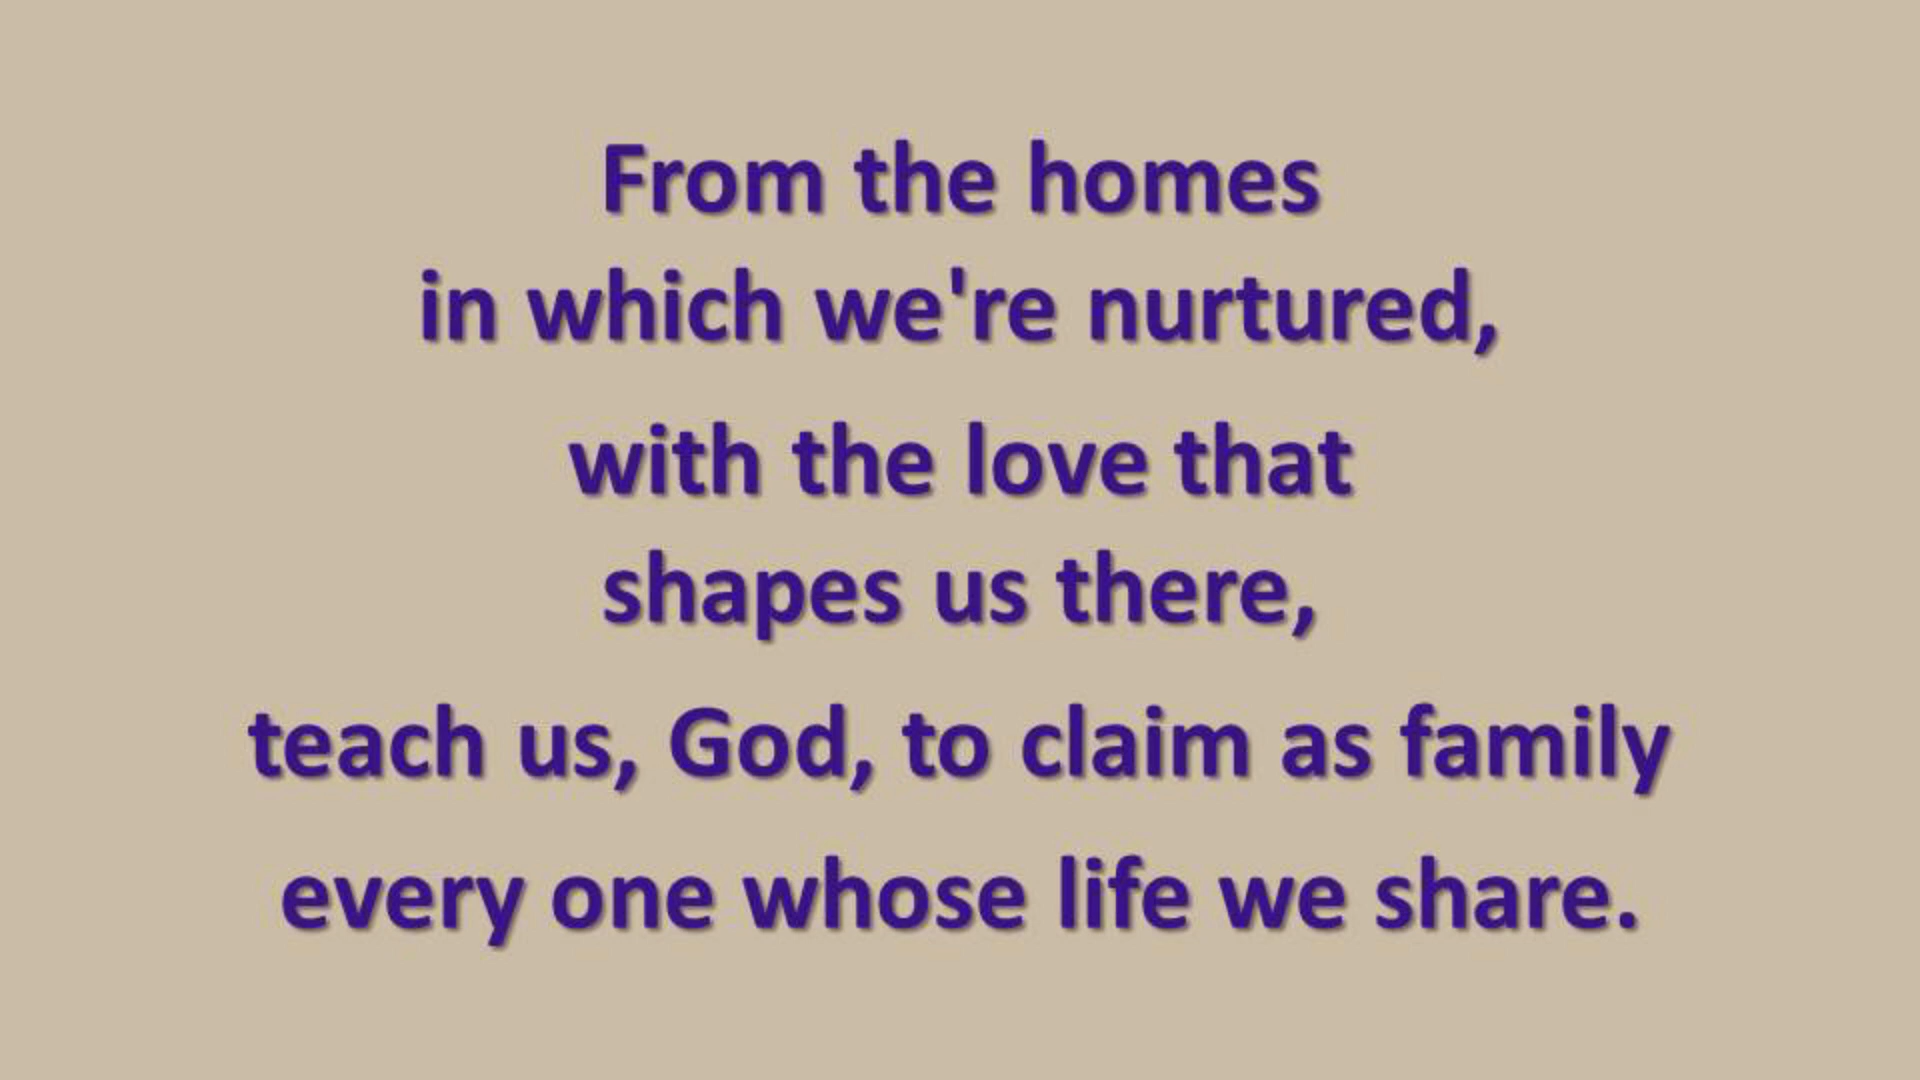 From the homes
in which we're nurtured,
with the love that
shapes us there,
teach us, God, to claim as family
every one whose life we share.